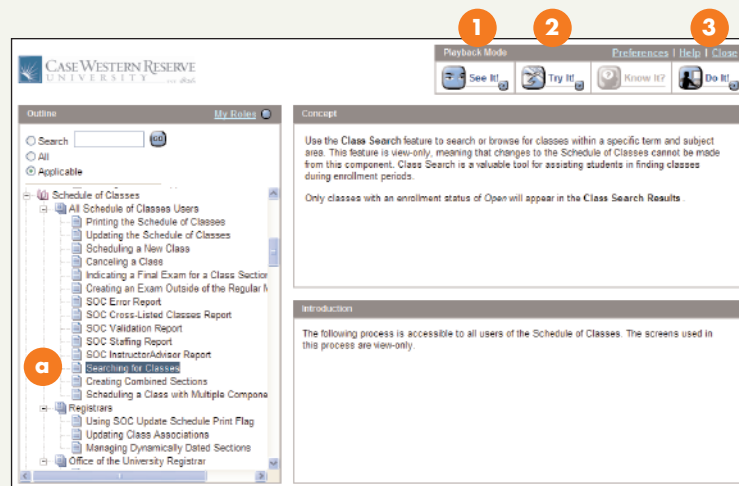 1 2 3
Playback Mode Preferences | Help | Close
CASE WESTERN RESERVE
UNIVERSITY
See It! Try It! Know It? Do It!
Outline My Roles
Search GO
All
Applicable
Schedule of Classes
All Schedule of Classes Users
Printing the Schedule of Classes
Updating the Schedule of Classes
Scheduling a New Class
Canceling a Class
Indicating a Final Exam for a Class Section
Creating an Exam Outside of the Regular
SOC Error Report
SOC Cross-Listed Classes Report
SOC Validation Report
SOC Staffing Report
SOC Instructor/Advisor Report
a Searching for Classes
Creating Combined Sections
Scheduling a Class with Multiple Compone
Registrars
Using SOC Update Schedule Print Flag
Updating Class Associations
Managing Dynamically Dated Sections
Office of the University Registrar
Concept
Use the Class Search feature to search or browse for classes within a specific term and subject
area. This feature is view-only, meaning that changes to the Schedule of Classes cannot be made
from this component. Class Search is a valuable tool for assisting students in finding classes
during enrollment periods.
Only classes with an enrollment status of Open will appear in the Class Search Results.
Introduction
The following process is accessible to all users of the Schedule of Classes. The screens used in
this process are view-only.